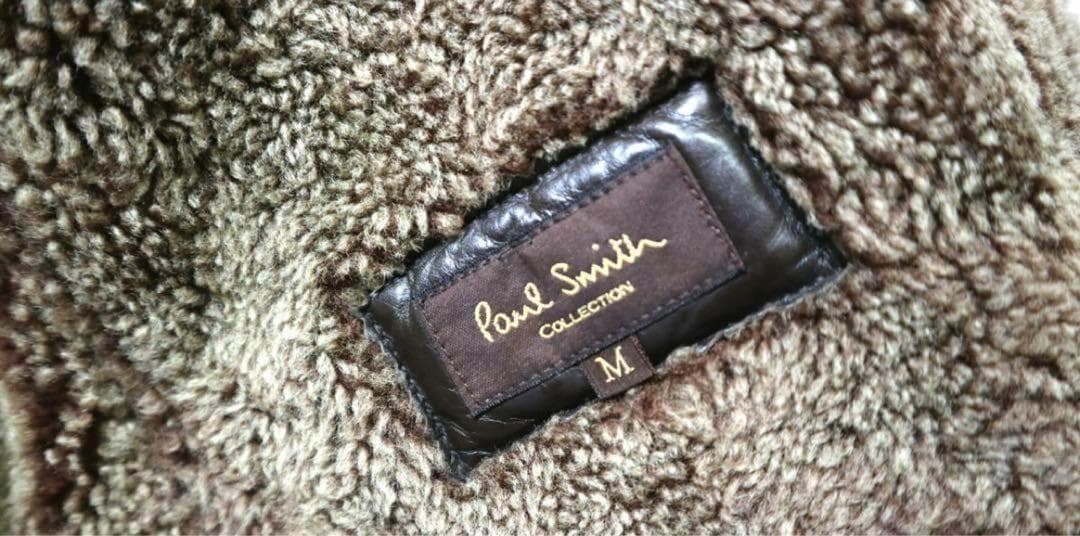 Paul Smith
COLLECTION
M